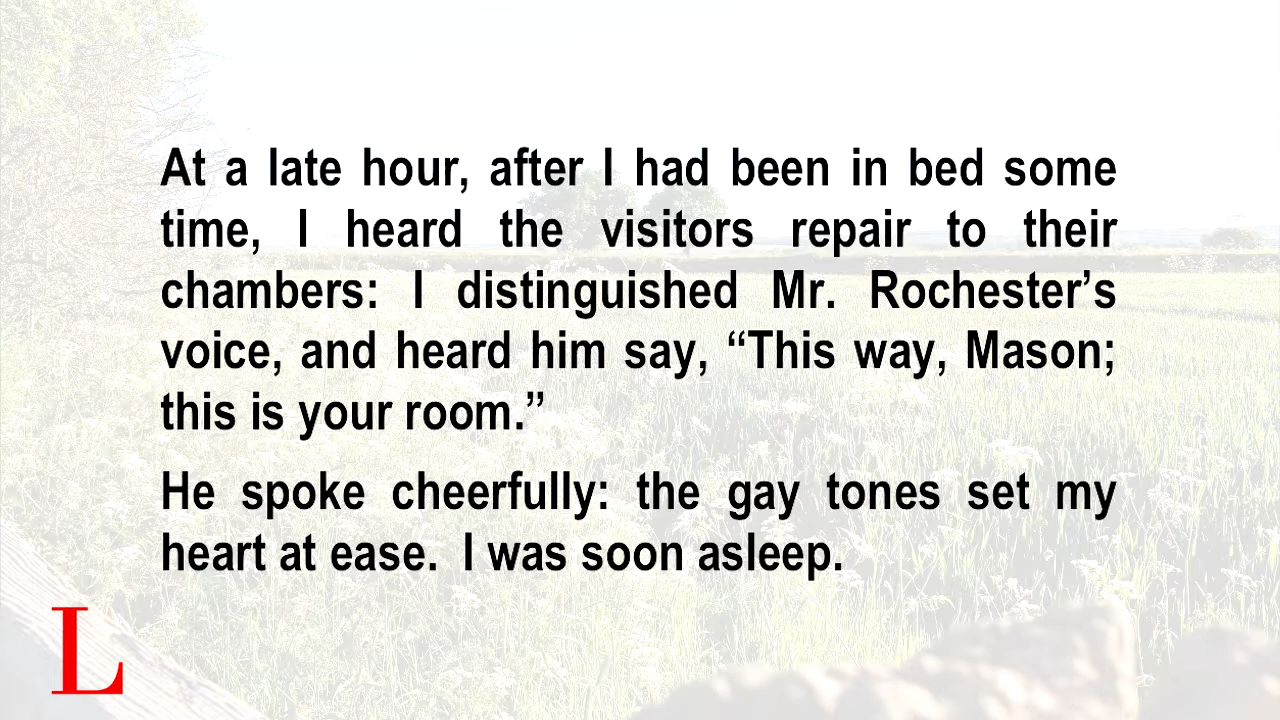 At a late hour, after I had been in bed some
time, I heard the visitors repair to their
chambers: I distinguished Mr. Rochester’s
voice, and heard him say, “This way, Mason;
this is your room.”
He spoke cheerfully: the gay tones set my
heart at ease.  I was soon asleep.
L